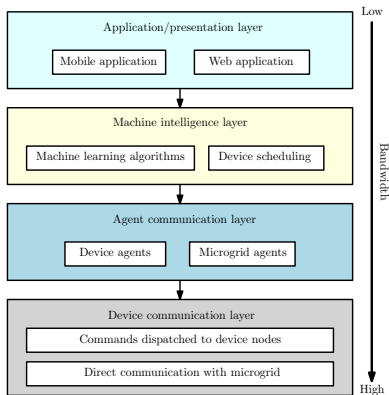 Application/presentation layer
Low
Mobile application
Web application
Machine intelligence layer
Machine learning algorithms
Device scheduling
Bandwidth
Agent communication layer
Device agents
Microgrid agents
Device communication layer
Commands dispatched to device nodes
Direct communication with microgrid
High